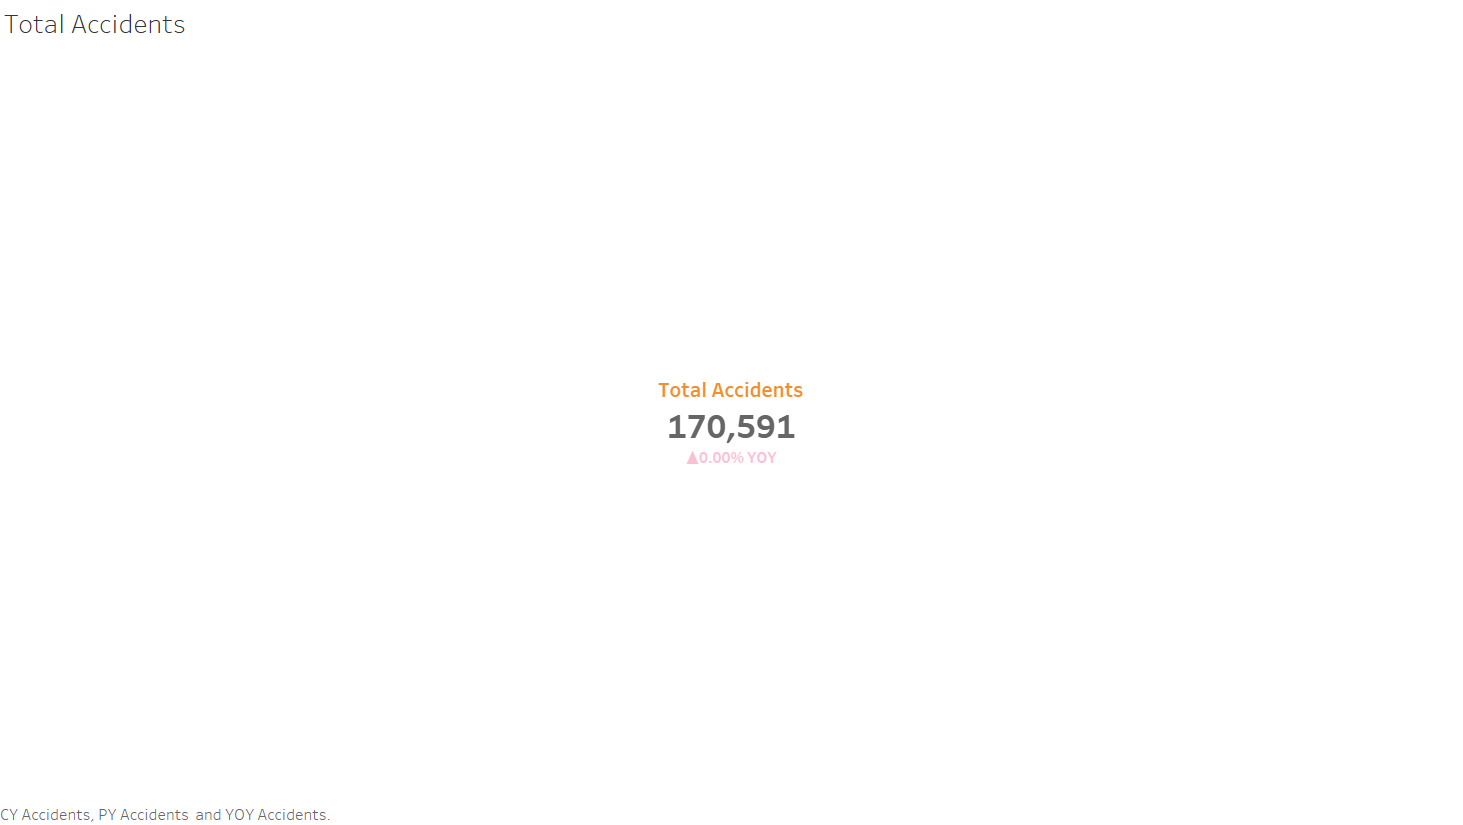 Total Accidents
Total Accidents
170,591
▲0.00% YOY
CY Accidents, PY Accidents  and YOY Accidents.